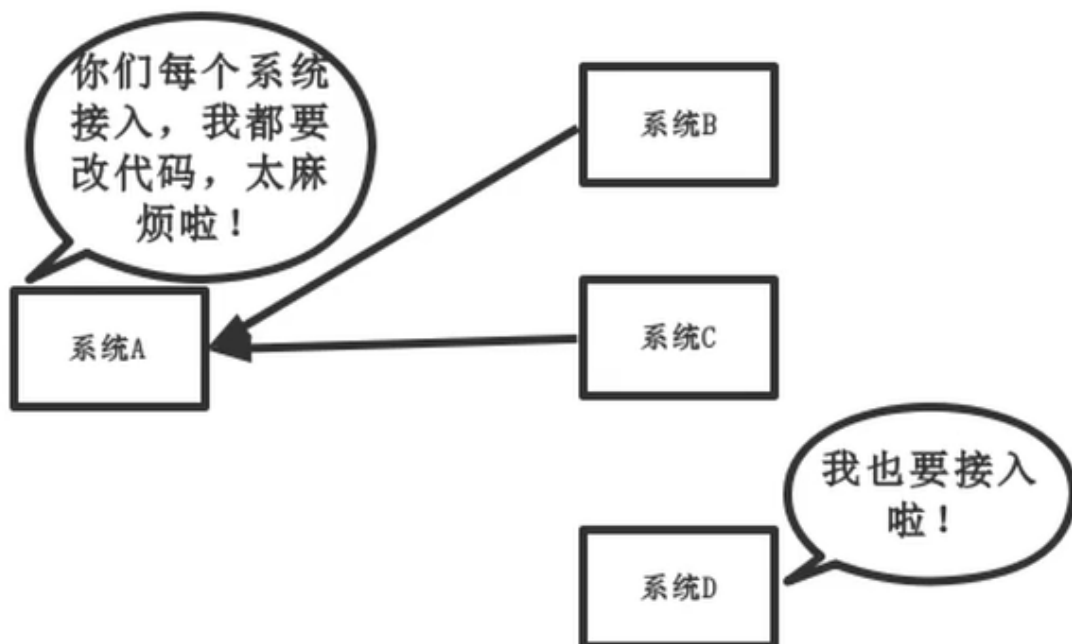 你们每个系统
接入，我都要
改代码，太麻
烦啦！
系统A
系统B
系统C
我也要接入
啦！
系统D